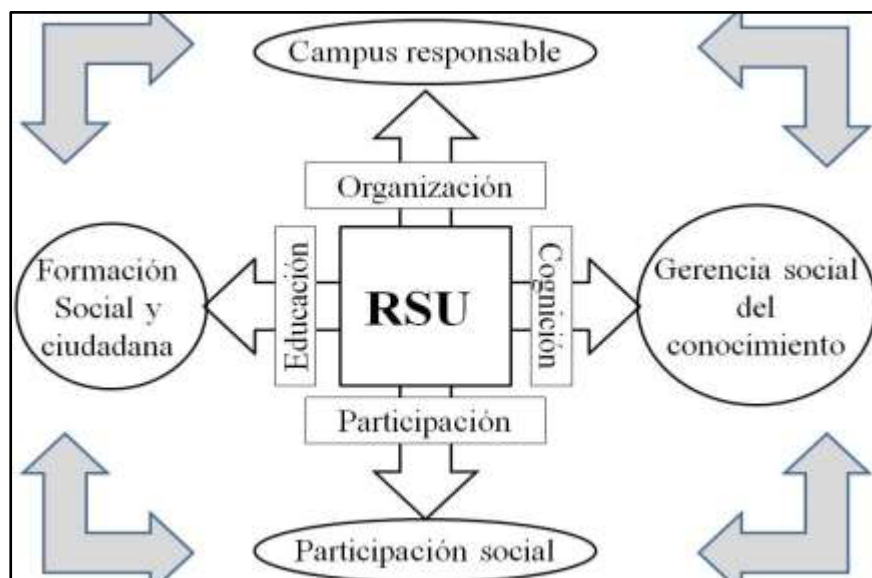 Campus responsable
Organización
Formación
Social y
ciudadana
Educación
RSU
Cognición
Gerencia social
del
conocimiento
Participación
Participación social